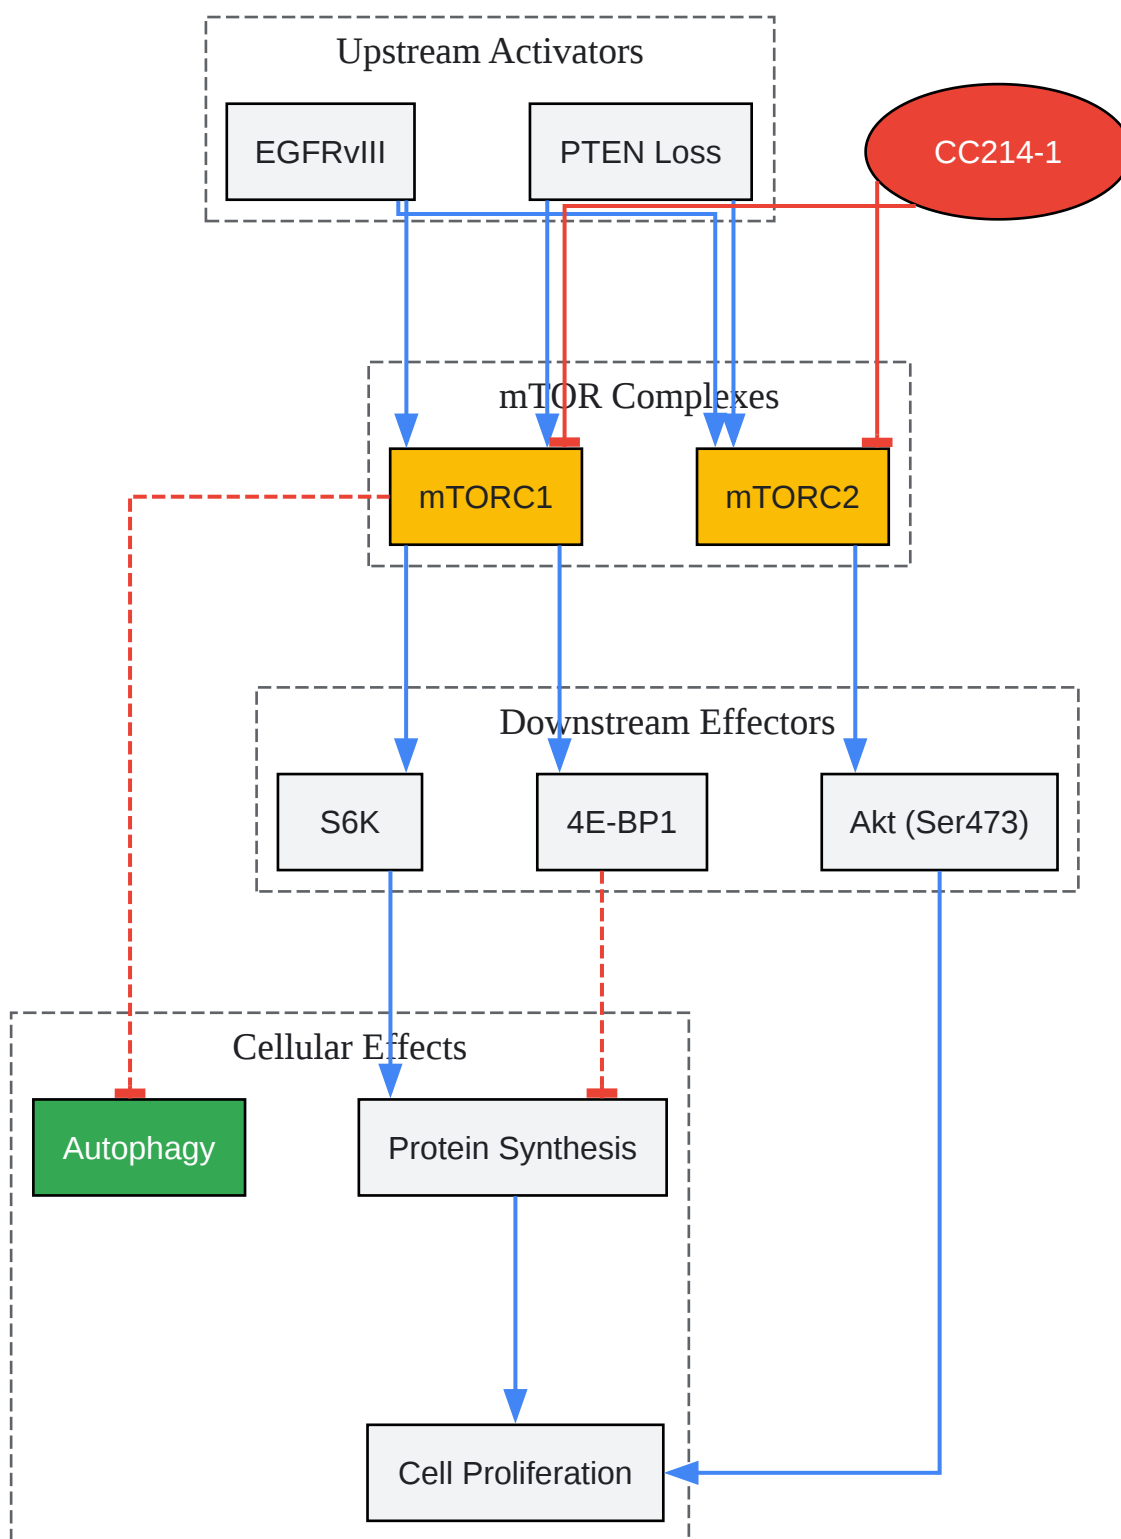 Upstream Activators
EGFRvIII
PTEN Loss
CC214-1
mTOR Complexes
mTORC1
mTORC2
Downstream Effectors
S6K
4E-BP1
Akt (Ser473)
Cellular Effects
Autophagy
Protein Synthesis
Cell Proliferation